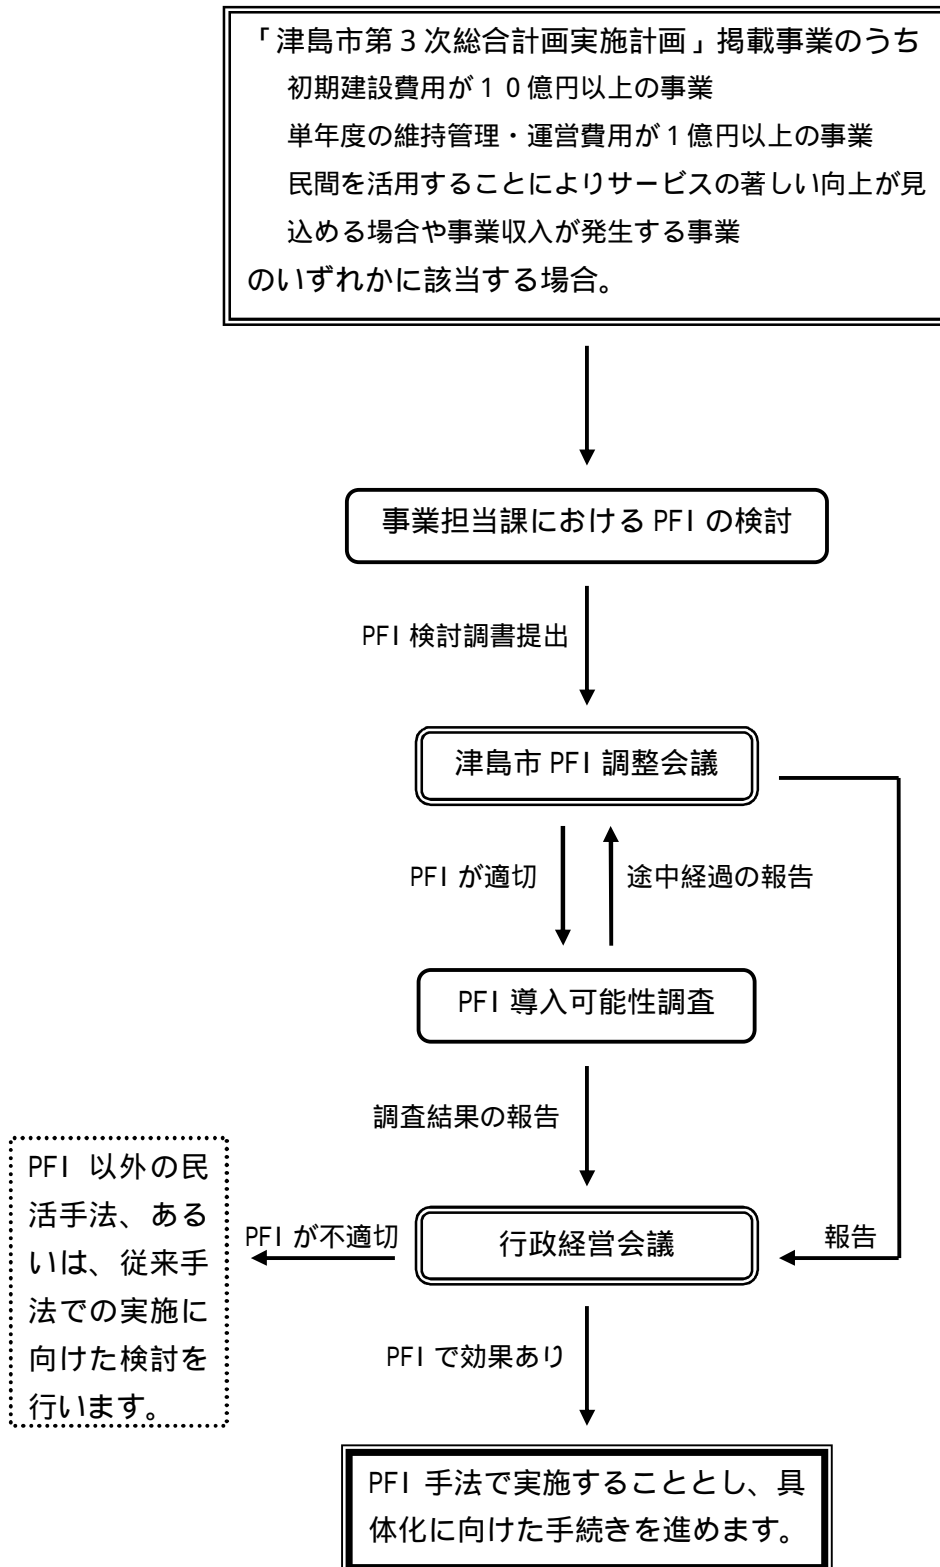 「津島市第3次総合計画実施計画」掲載事業のうち
初期建設費用が10億円以上の事業
単年度の維持管理・運営費用が1億円以上の事業
民間を活用することによりサービスの著しい向上が見
込める場合や事業収入が発生する事業
のいずれかに該当する場合。
事業担当課における PFI の検討
PFI 検討調書提出
津島市 PFI 調整会議
PFI が適切
途中経過の報告
PFI 導入可能性調査
調査結果の報告
PFI 以外の民
活手法、ある
いは、従来手
法での実施に
向けた検討を
行います。
PFI が不適切
行政経営会議
報告
PFI で効果あり
PFI 手法で実施することとし、具
体化に向けた手続きを進めます。